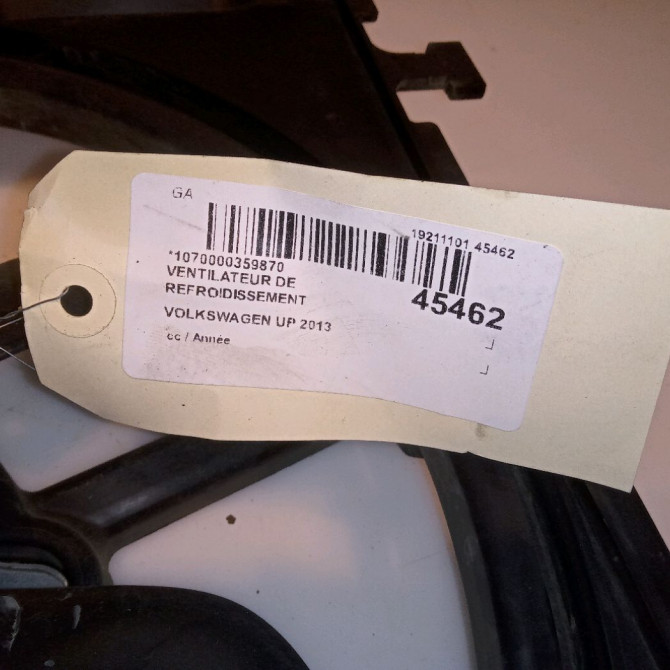 GA
19211101 45462
*1070000359870
VENTILATEUR DE
REFROIDISSEMENT
45462
VOLKSWAGEN UP 2013
cc / Année